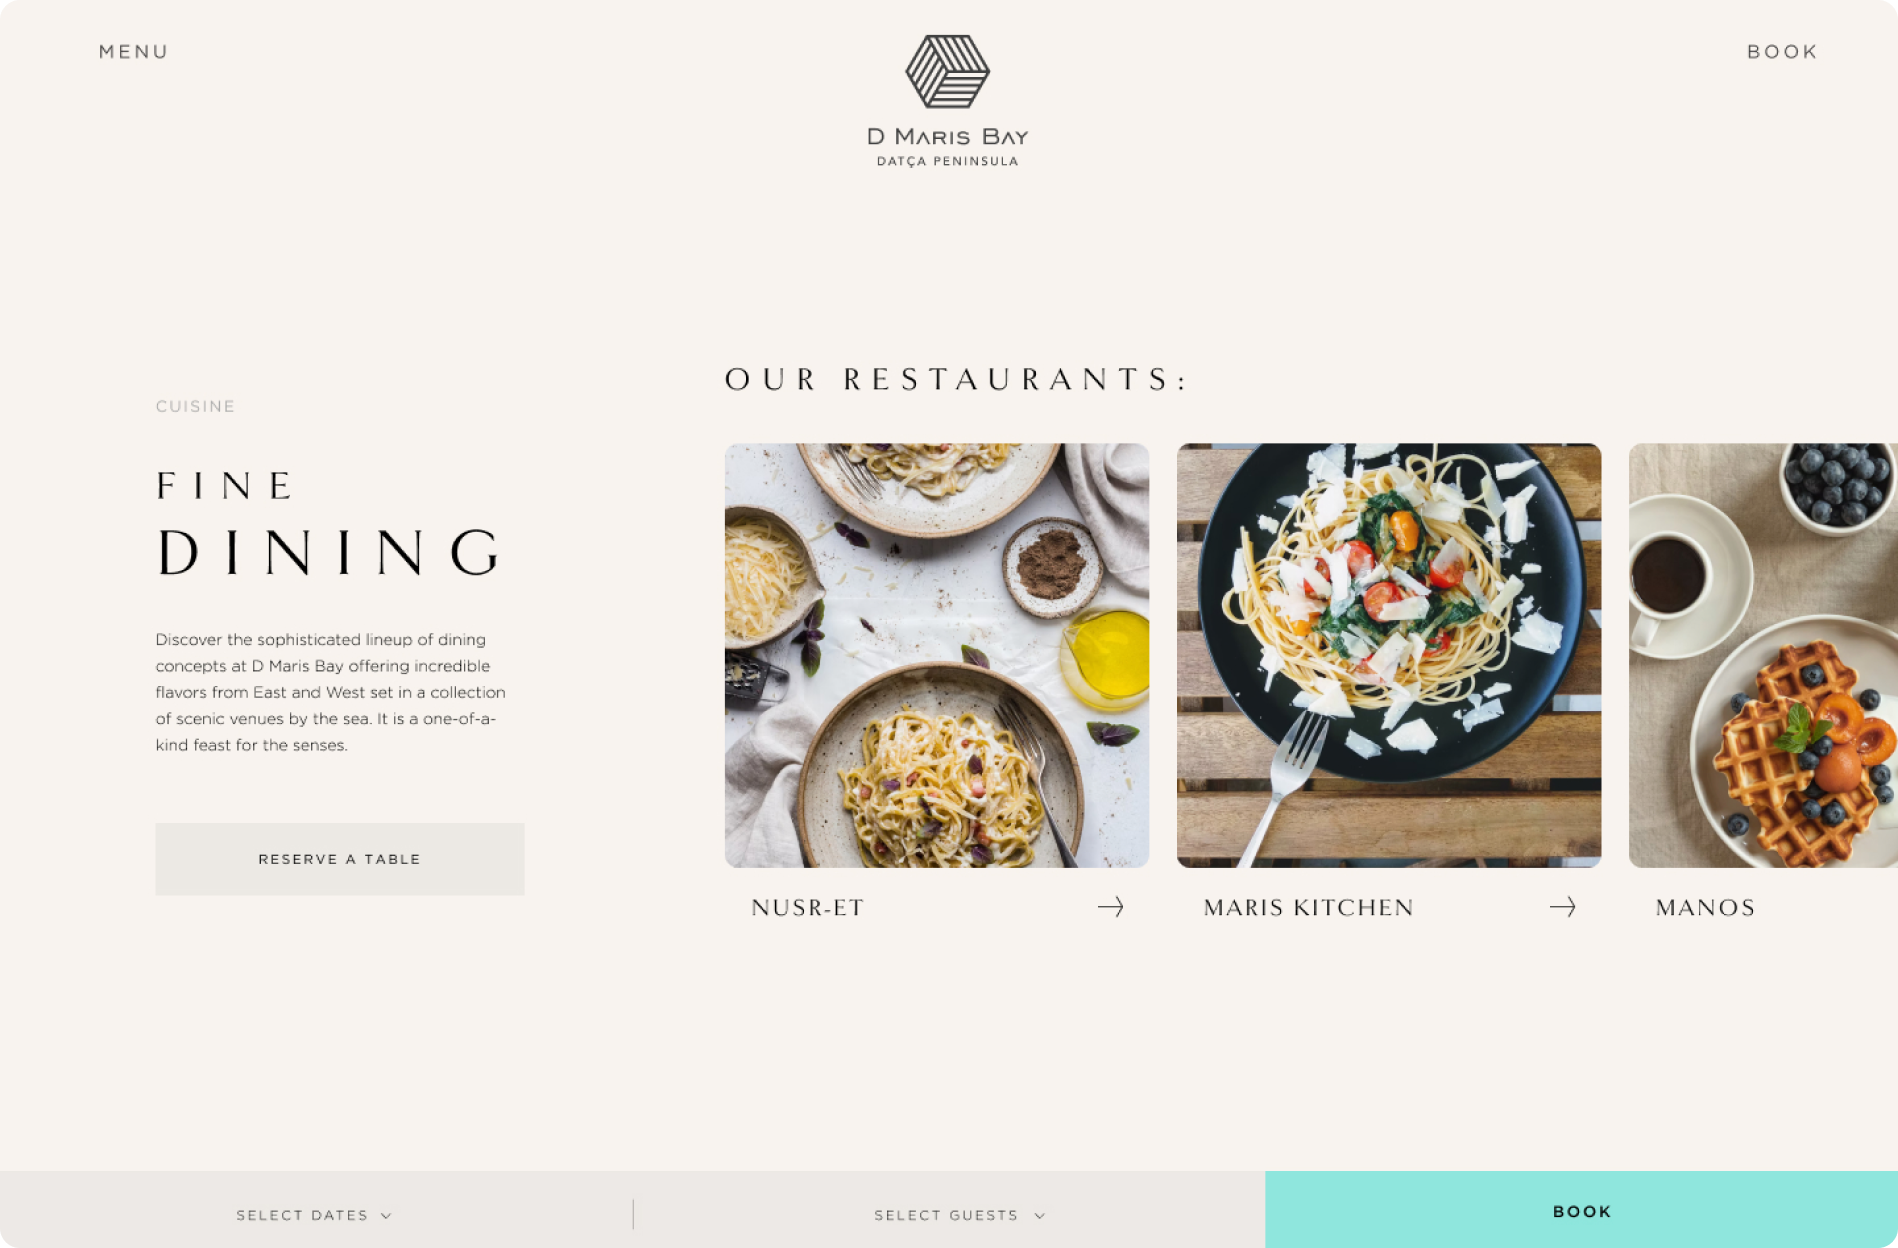 MENU
BOOK
D MARIS BAY
DATÇA PENINSULA
CUISINE
FINE
DINING
Discover the sophisticated lineup of dining
concepts at D Maris Bay offering incredible
flavors from East and West set in a collection
of scenic venues by the sea. It is a one-of-a-
kind feast for the senses.
RESERVE A TABLE
OUR RESTAURANTS:
NUSR-ET
MARIS KITCHEN
MANOS
SELECT DATES
SELECT GUESTS
BOOK